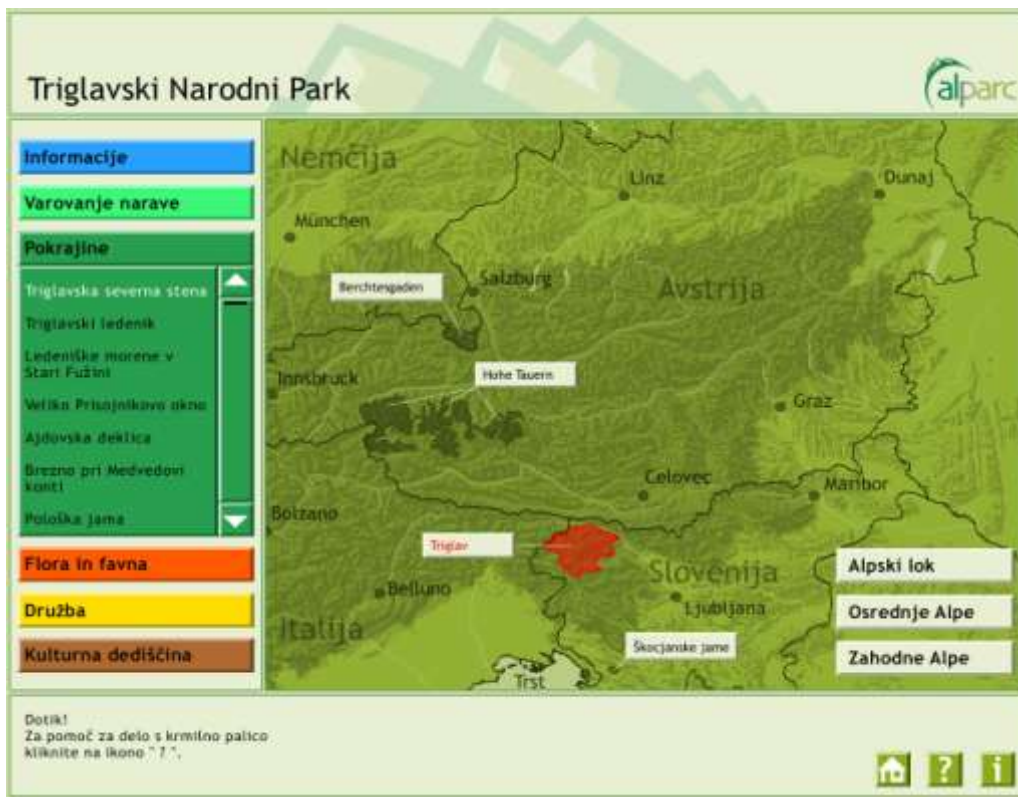 Triglavski Narodni Park
alparc
Informacije
Varovanje narave
Pokrajine
Triglavska severna stena
Triglavski ledenik
Ledeniške morene v
Stari Fužini
Veliko Prisojnikovo okno
Ajdovska deklica
Brezno pri Medvedovi
konti
Pološka jama
Flora in favna
Družba
Kulturna dediščina
Nemčija
Linz
Dunaj
München
Berchtesgaden
Salzburg
Avstrija
Innsbruck
Hohe Tauern
Graz
Celovec
Maribor
Bolzano
Triglav
Slovenija
Belluno
Ljubljana
Italija
Škocjanske jame
Trst
Alpski lok
Osrednje Alpe
Zahodne Alpe
Dotik!
Za pomoč za delo s krmilno palico
kliknite na ikono " ? ".
?
i